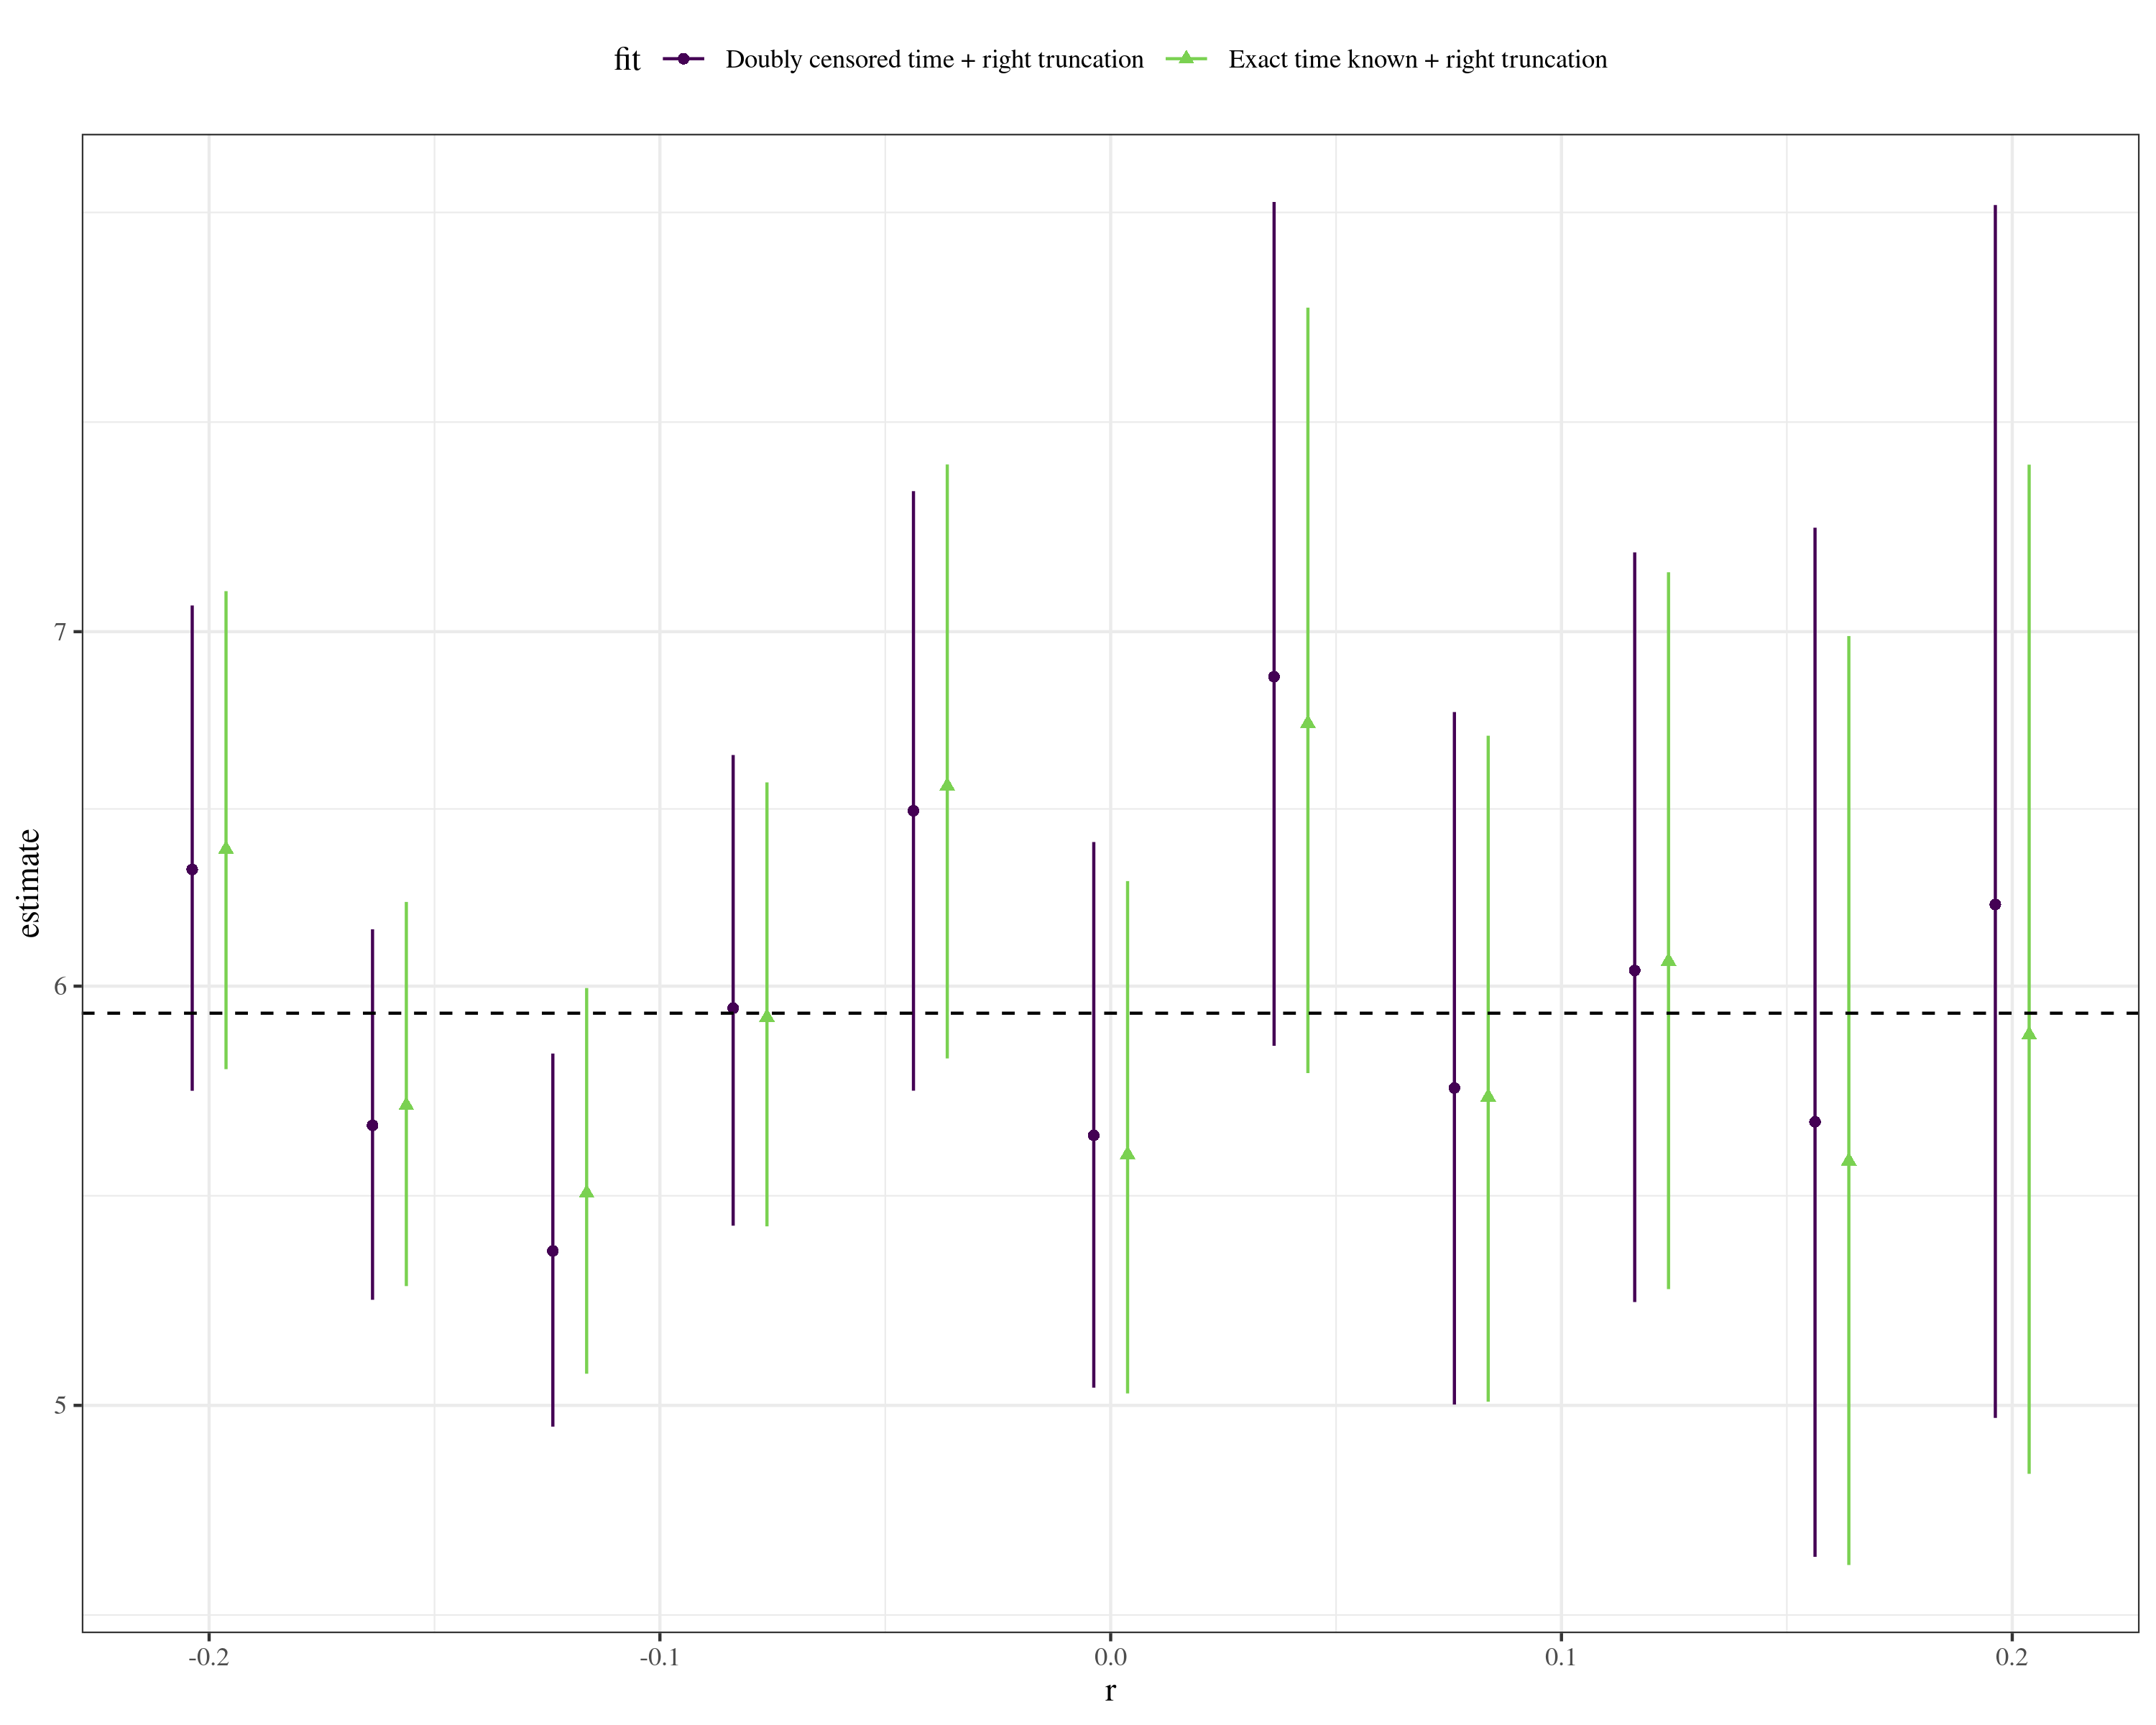 fit Doubly censored time + right truncation Exact time known + right truncation
estimate
7
6
5
-0.2 -0.1 0.0 0.1 0.2
r